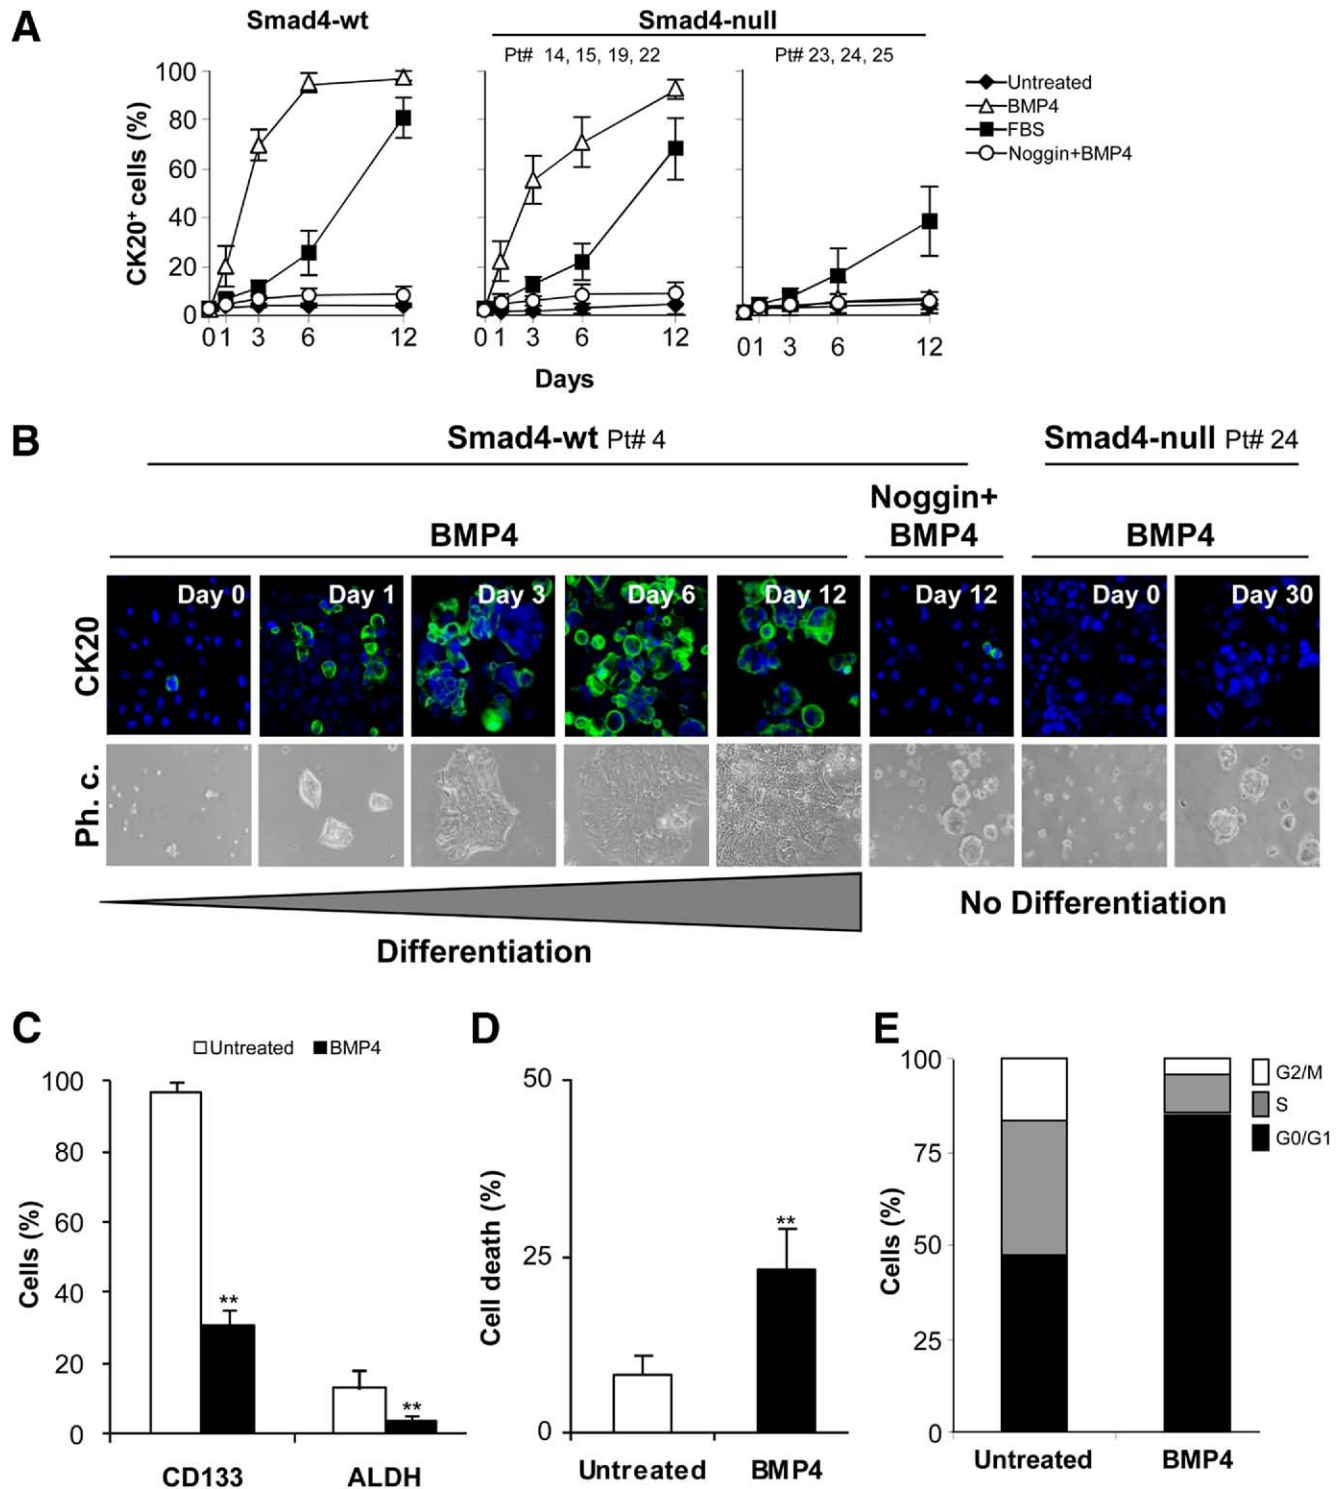 A
Smad4-wt
Smad4-null
Pt# 14, 15, 19, 22
Pt# 23, 24, 25
CK20+ cells (%)
100
80
60
40
20
0
0 1 3 6 12
0 1 3 6 12
0 1 3 6 12
Days
Untreated
BMP4
FBS
Noggin+BMP4
B
Smad4-wt Pt# 4
Smad4-null Pt# 24
BMP4
Noggin+
BMP4
BMP4
CK20
Day 0
Day 1
Day 3
Day 6
Day 12
Day 12
Day 0
Day 30
Ph. c.
Differentiation
No Differentiation
C
Untreated BMP4
Cells (%)
100
80
60
40
20
0
**
**
CD133 ALDH
D
Cell death (%)
50
25
0
**
Untreated BMP4
E
Cells (%)
100
75
50
25
0
G2/M
S
G0/G1
Untreated BMP4